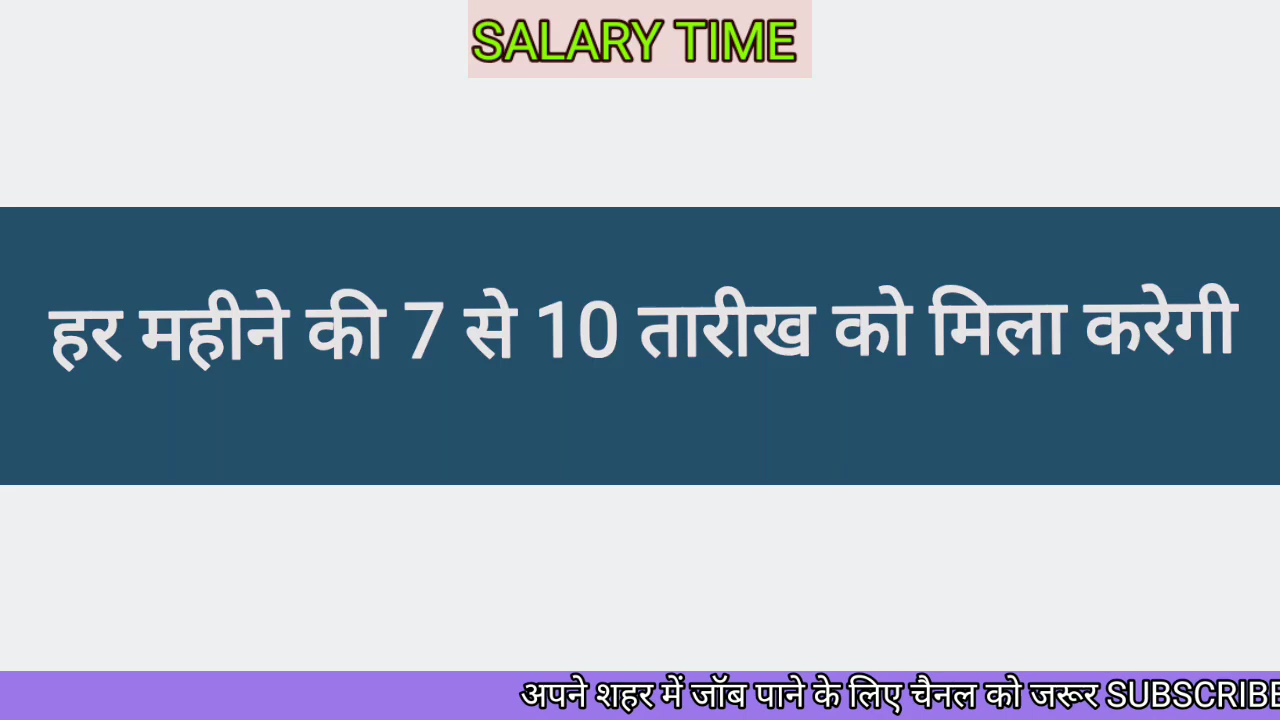 SALARY TIME
हर महीने की 7 से 10 तारीख को मिला करेगी
अपने शहर में जॉब पाने के लिए चैनल को जरूर SUBSCRIBE